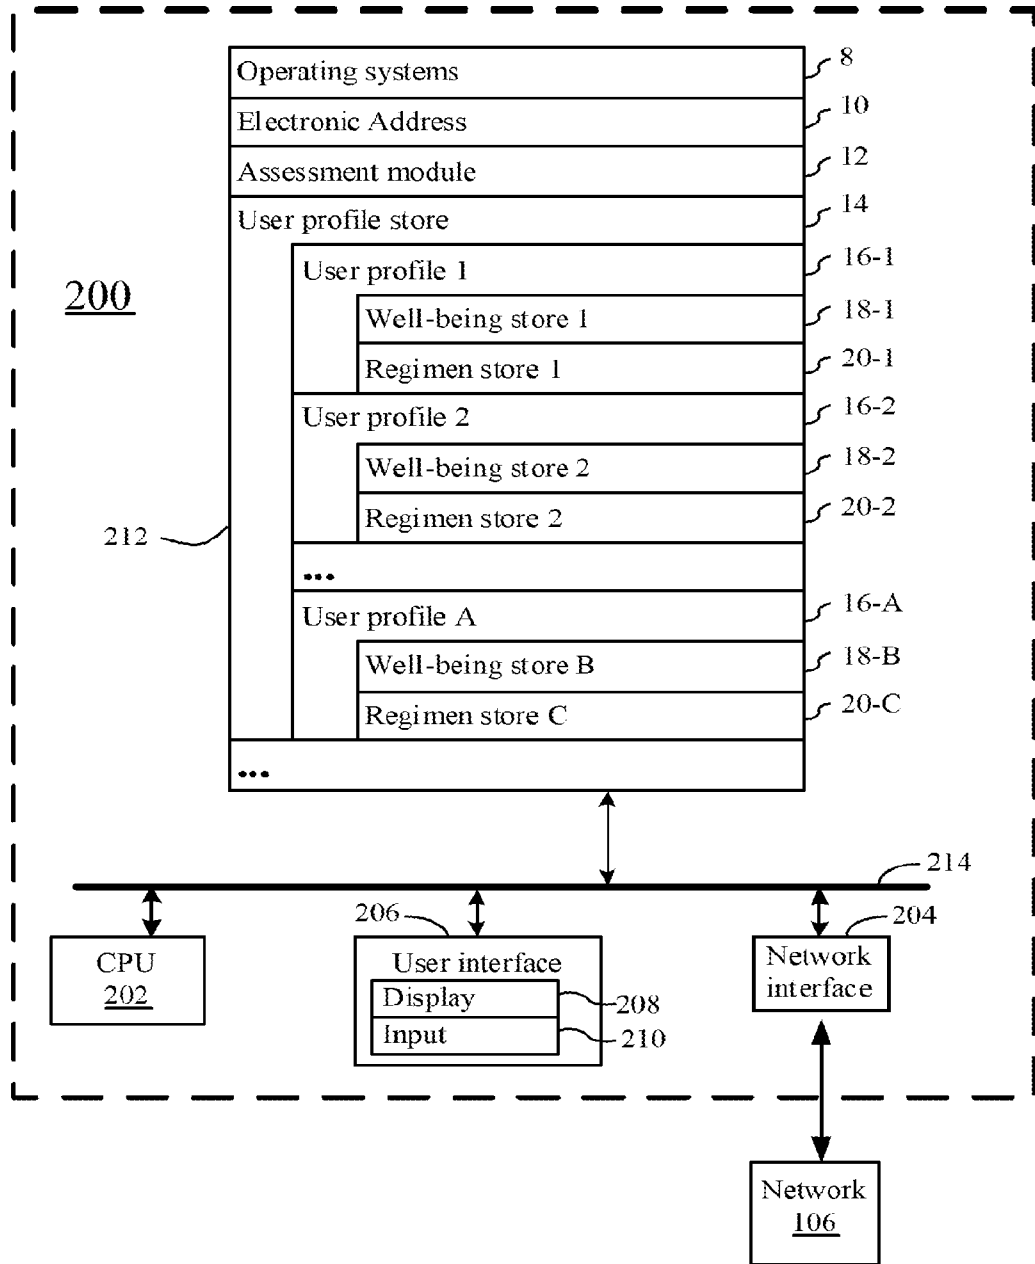 Operating systems 8
Electronic Address 10
Assessment module 12
User profile store 14
User profile 1 16-1
200
Well-being store 1 18-1
Regimen store 1 20-1
User profile 2 16-2
Well-being store 2 18-2
Regimen store 2 20-2
212
...
User profile A 16-A
Well-being store B 18-B
Regimen store C 20-C
...
214
206
204
CPU
202
User interface
Display 208
Input 210
Network
interface
Network
106